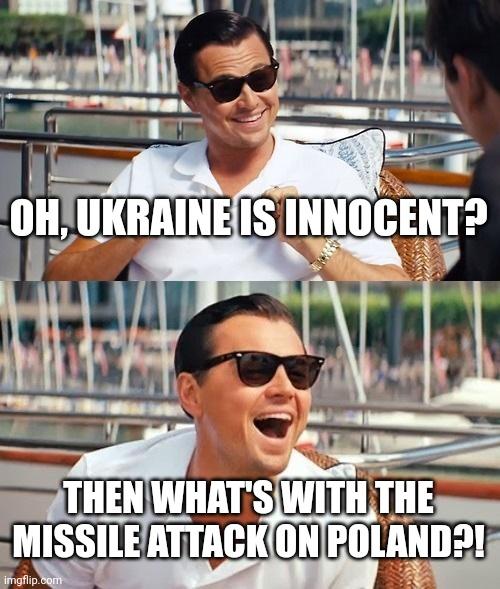 OH, UKRAINE IS INNOCENT?
THEN WHAT'S WITH THE
MISSILE ATTACK ON POLAND?!
imgflip.com